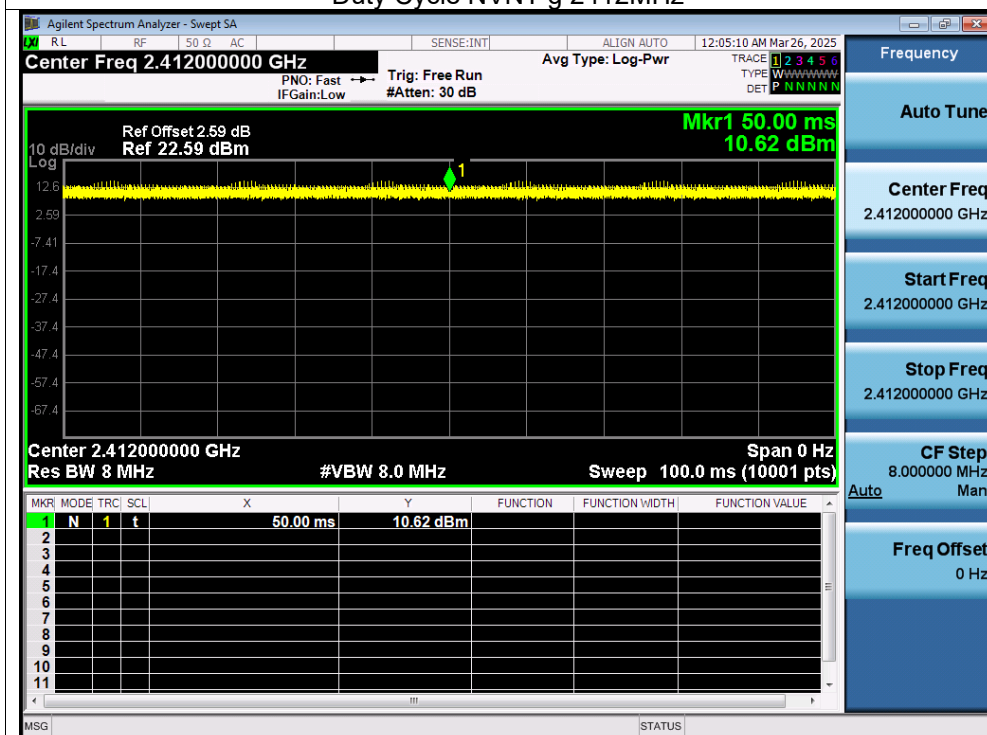 Duty Cycle NVNT g 2412MHz
Agilent Spectrum Analyzer - Swept SA
LXI RL RF 50 Ω AC SENSE:INT ALIGN AUTO 12:05:10 AM Mar 26, 2025
Center Freq 2.412000000 GHz
PNO: Fast
IFGain:Low
Trig: Free Run
#Atten: 30 dB
Avg Type: Log-Pwr
TRACE 1 2 3 4 5 6
TYPE WWWWWW
DET P N N N N N
Ref Offset 2.59 dB
10 dB/div Ref 22.59 dBm
Log
Mkr1 50.00 ms
10.62 dBm
1
12.6
2.59
-7.41
-17.4
-27.4
-37.4
-47.4
-57.4
-67.4
Center 2.412000000 GHz Span 0 Hz
Res BW 8 MHz #VBW 8.0 MHz Sweep 100.0 ms (10001 pts)
MKR MODE TRC SCL X Y FUNCTION FUNCTION WIDTH FUNCTION VALUE
1 N 1 t 50.00 ms 10.62 dBm
2
3
4
5
6
7
8
9
10
11
MSG STATUS
Frequency
Auto Tune
Center Freq
2.412000000 GHz
Start Freq
2.412000000 GHz
Stop Freq
2.412000000 GHz
CF Step
8.000000 MHz
Auto Man
Freq Offset
0 Hz